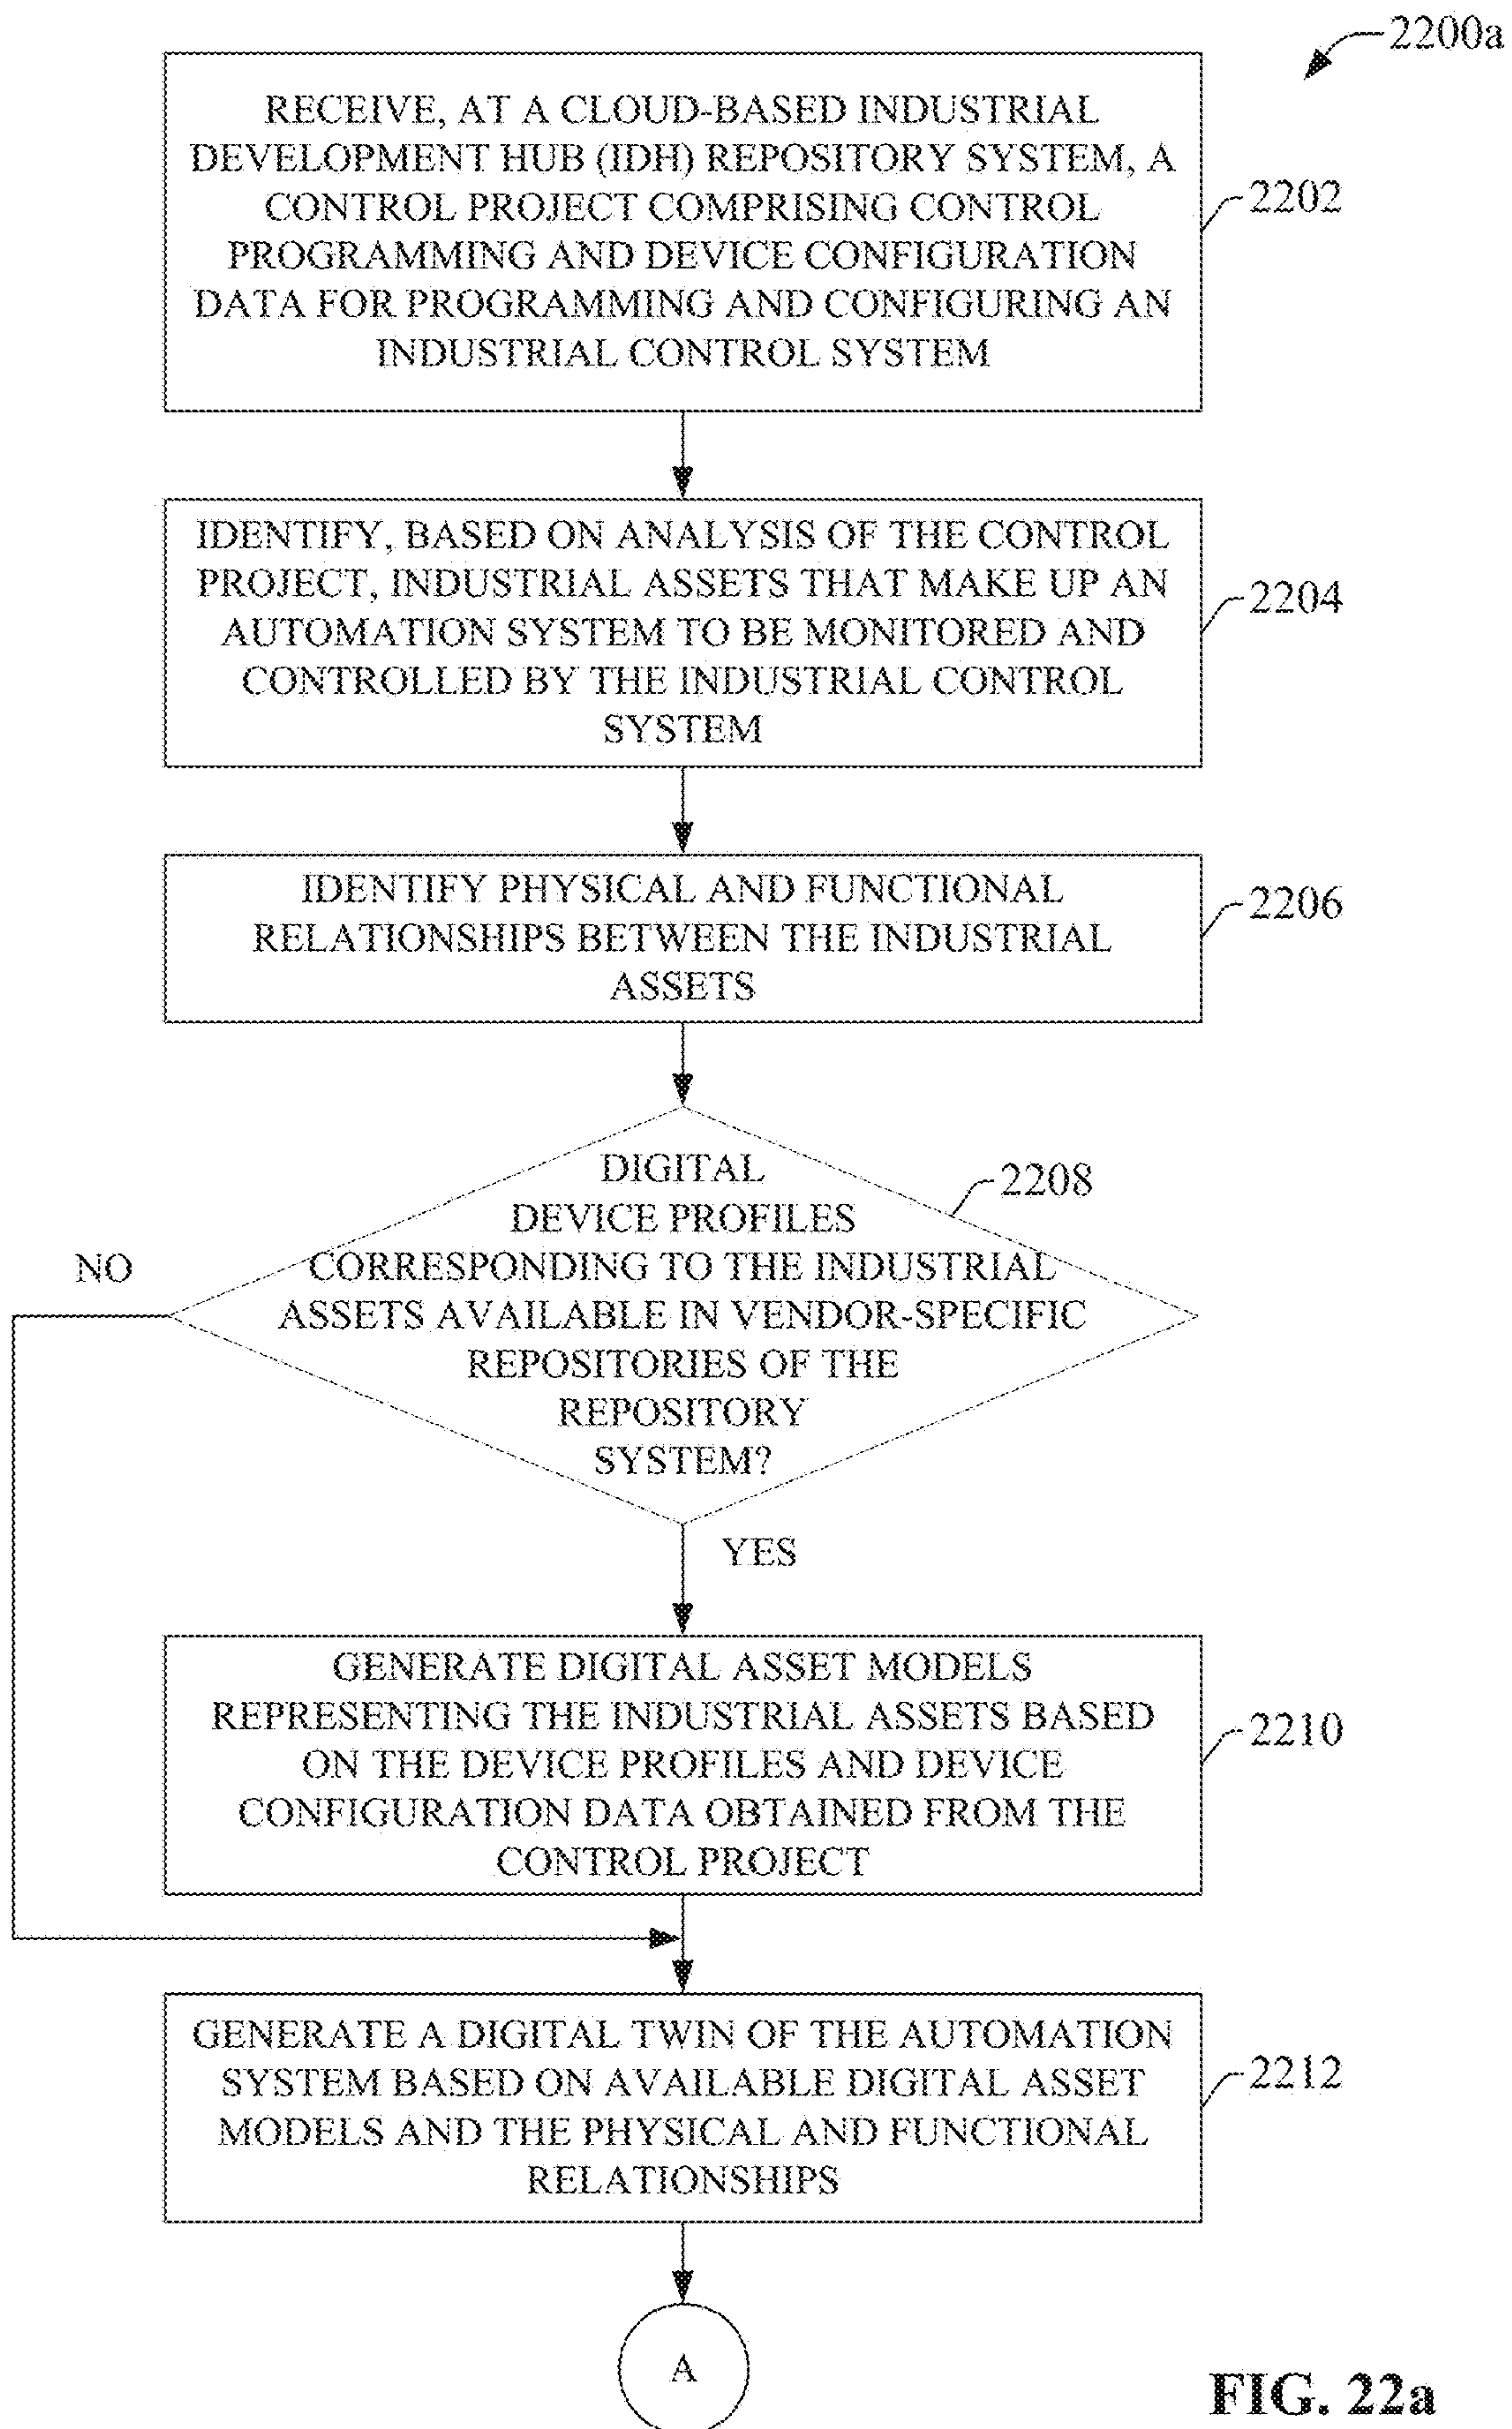 2200a
RECEIVE, AT A CLOUD-BASED INDUSTRIAL
DEVELOPMENT HUB (IDH) REPOSITORY SYSTEM, A
CONTROL PROJECT COMPRISING CONTROL
PROGRAMMING AND DEVICE CONFIGURATION
DATA FOR PROGRAMMING AND CONFIGURING AN
INDUSTRIAL CONTROL SYSTEM
2202
IDENTIFY, BASED ON ANALYSIS OF THE CONTROL
PROJECT, INDUSTRIAL ASSETS THAT MAKE UP AN
AUTOMATION SYSTEM TO BE MONITORED AND
CONTROLLED BY THE INDUSTRIAL CONTROL
SYSTEM
2204
IDENTIFY PHYSICAL AND FUNCTIONAL
RELATIONSHIPS BETWEEN THE INDUSTRIAL
ASSETS
2206
DIGITAL
DEVICE PROFILES
CORRESPONDING TO THE INDUSTRIAL
ASSETS AVAILABLE IN VENDOR-SPECIFIC
REPOSITORIES OF THE
REPOSITORY
SYSTEM?
2208
NO
YES
GENERATE DIGITAL ASSET MODELS
REPRESENTING THE INDUSTRIAL ASSETS BASED
ON THE DEVICE PROFILES AND DEVICE
CONFIGURATION DATA OBTAINED FROM THE
CONTROL PROJECT
2210
GENERATE A DIGITAL TWIN OF THE AUTOMATION
SYSTEM BASED ON AVAILABLE DIGITAL ASSET
MODELS AND THE PHYSICAL AND FUNCTIONAL
RELATIONSHIPS
2212
A
FIG. 22a